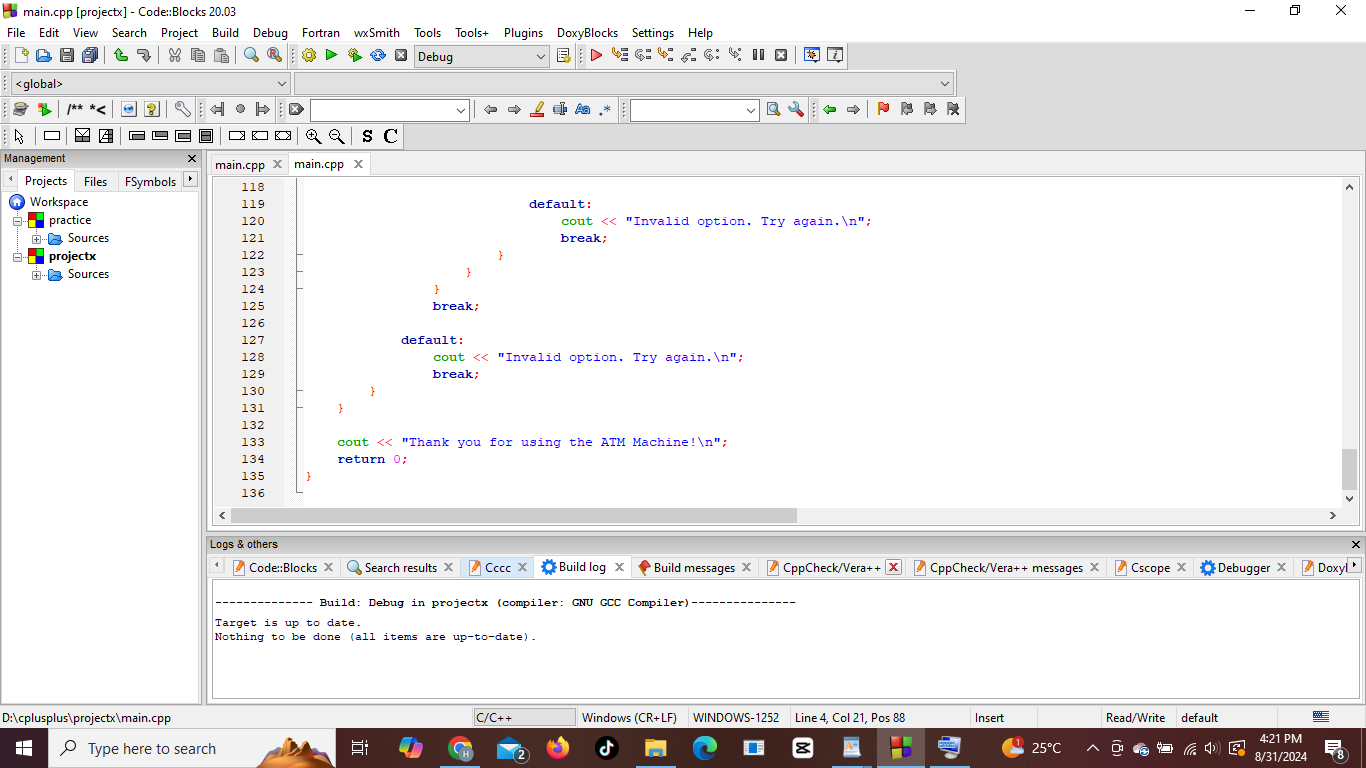 main.cpp [projectx] - Code::Blocks 20.03
File Edit View Search Project Build Debug Fortran wxSmith Tools Tools+ Plugins DoxyBlocks Settings Help
Debug
<global>
/** *<
Aa .*
S C
Management
main.cpp main.cpp
Projects Files FSymbols
Workspace
practice
Sources
projectx
Sources
118
119 default:
120 cout << "Invalid option. Try again.\n";
121 break;
122 }
123 }
124 }
125 break;
126
127 default:
128 cout << "Invalid option. Try again.\n";
129 break;
130 }
131 }
132
133 cout << "Thank you for using the ATM Machine!\n";
134 return 0;
135 }
136
Logs & others
Code::Blocks Search results Cccc Build log Build messages CppCheck/Vera++ CppCheck/Vera++ messages Cscope Debugger Doxyl
-------------- Build: Debug in projectx (compiler: GNU GCC Compiler)---------------
Target is up to date.
Nothing to be done (all items are up-to-date).
D:\cplusplus\projectx\main.cpp C/C++ Windows (CR+LF) WINDOWS-1252 Line 4, Col 21, Pos 88 Insert Read/Write default
Type here to search H 2 1 25°C 4:21 PM 8
8/31/2024